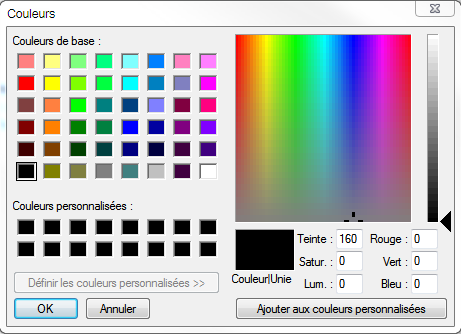 Couleurs
Couleurs de base :
Couleurs personnalisées :
Définir les couleurs personnalisées >>
OK
Annuler
Couleur|Unie
Teinte : 160
Rouge : 0
Satur. : 0
Vert : 0
Lum. : 0
Bleu : 0
Ajouter aux couleurs personnalisées